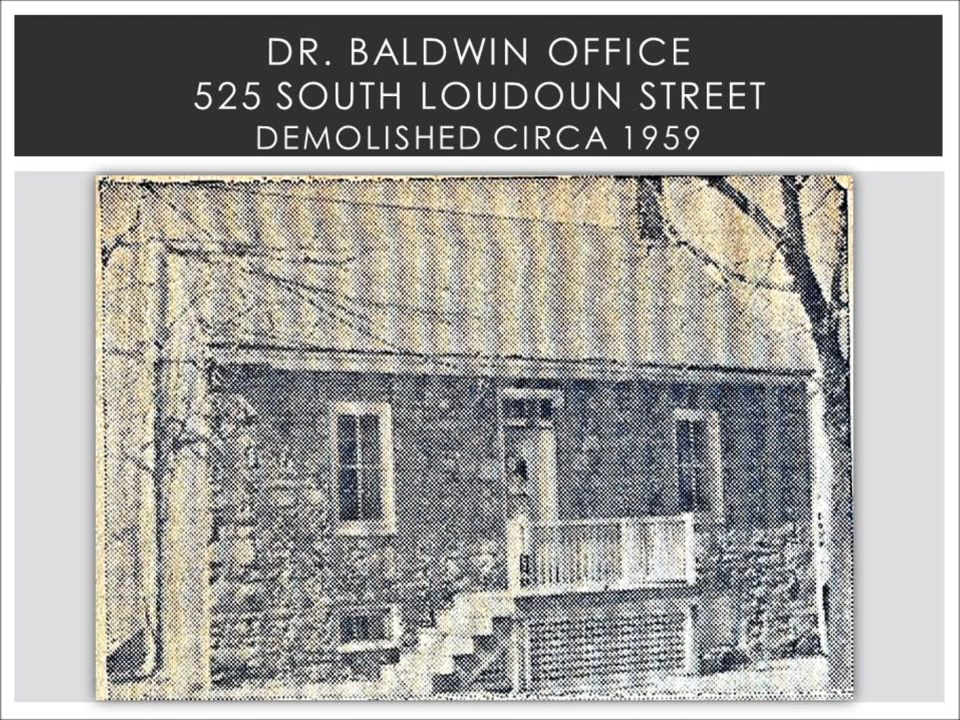 DR. BALDWIN OFFICE
525 SOUTH LOUDOUN STREET
DEMOLISHED CIRCA 1959